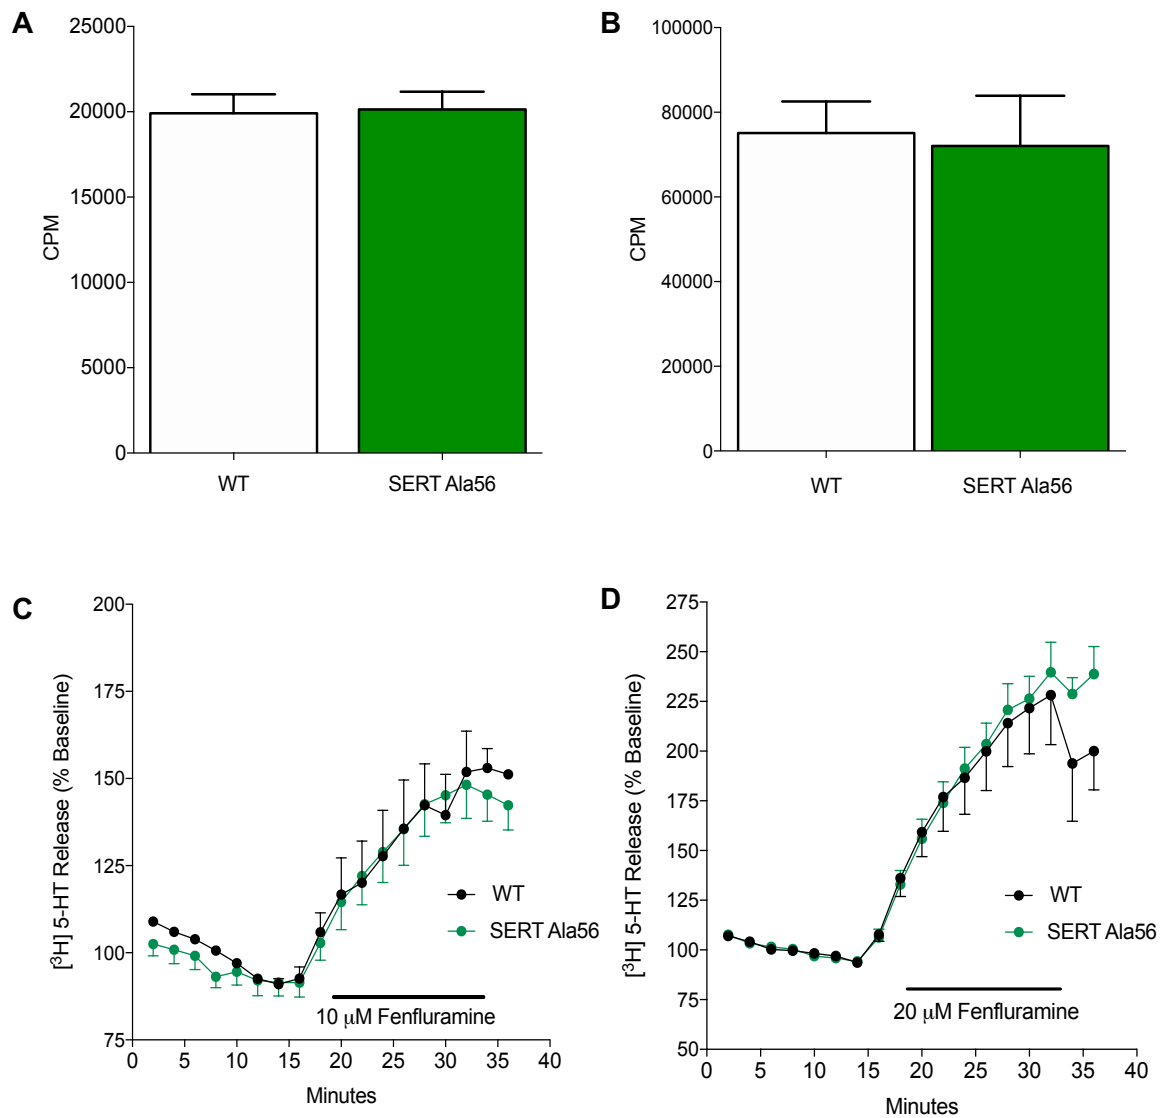 A
25000
20000
15000
10000
5000
0
CPM
WT
SERT Ala56
B
100000
80000
60000
40000
20000
0
CPM
WT
SERT Ala56
C
200
175
150
125
100
75
[³H] 5-HT Release (% Baseline)
WT
SERT Ala56
10 μM Fenfluramine
0 5 10 15 20 25 30 35 40
Minutes
D
275
250
225
200
175
150
125
100
75
50
[³H] 5-HT Release (% Baseline)
WT
SERT Ala56
20 μM Fenfluramine
0 5 10 15 20 25 30 35 40
Minutes